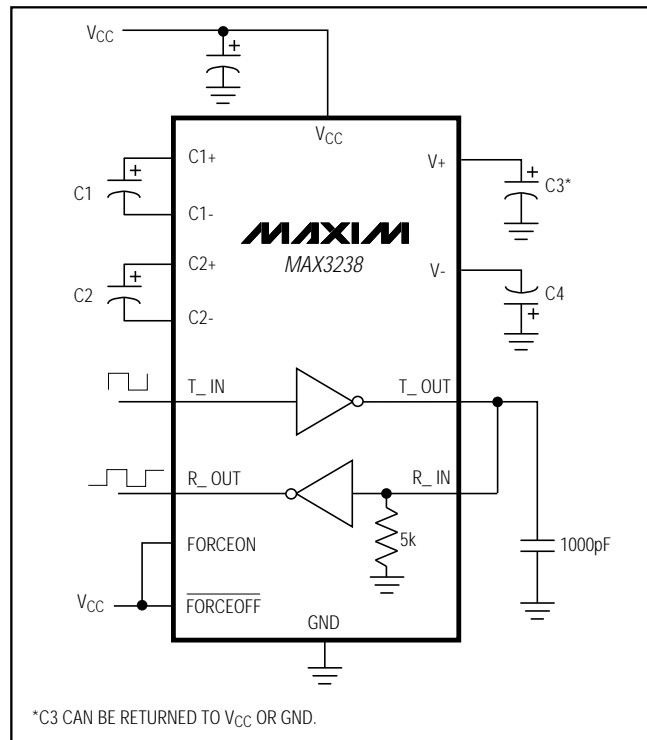 VCC
+
VCC
C1+
V+
+
C1
+
C3*
C1-
MAXIM
MAX3238
C2+
V-
C2
+
C4
+
C2-
T_ IN
T_ OUT
R_ OUT
R_ IN
5k
1000pF
FORCEON
VCC
FORCEOFF
GND
*C3 CAN BE RETURNED TO VCC OR GND.